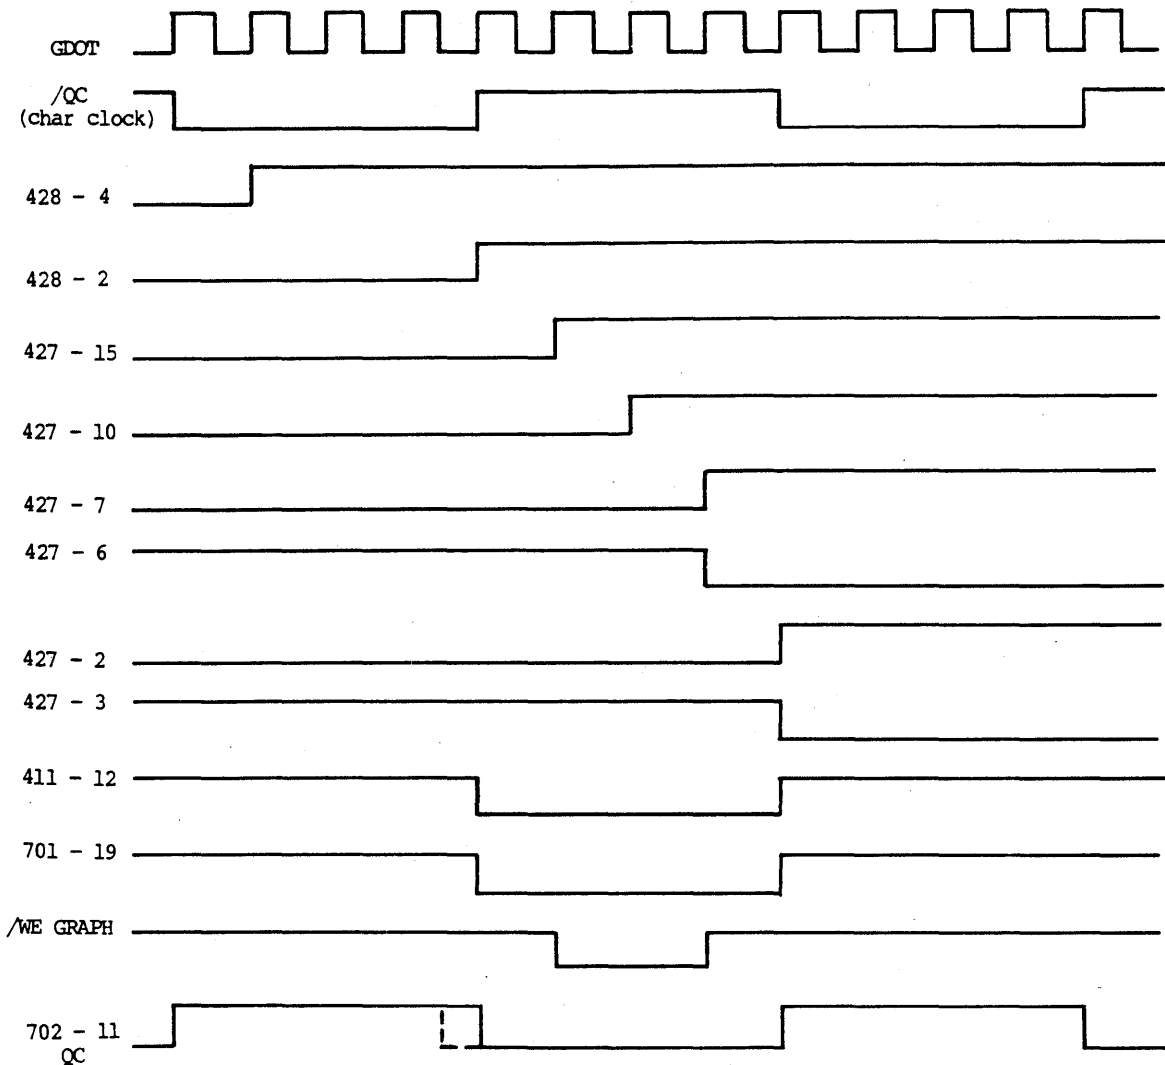 GDOT
/QC
(char clock)
428 - 4
428 - 2
427 - 15
427 - 10
427 - 7
427 - 6
427 - 2
427 - 3
411 - 12
701 - 19
/WE GRAPH
702 - 11
QC